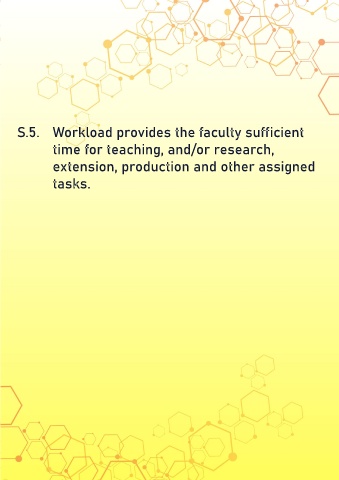 S.5. Workload provides the faculty sufficient
time for teaching, and/or research,
extension, production and other assigned
tasks.